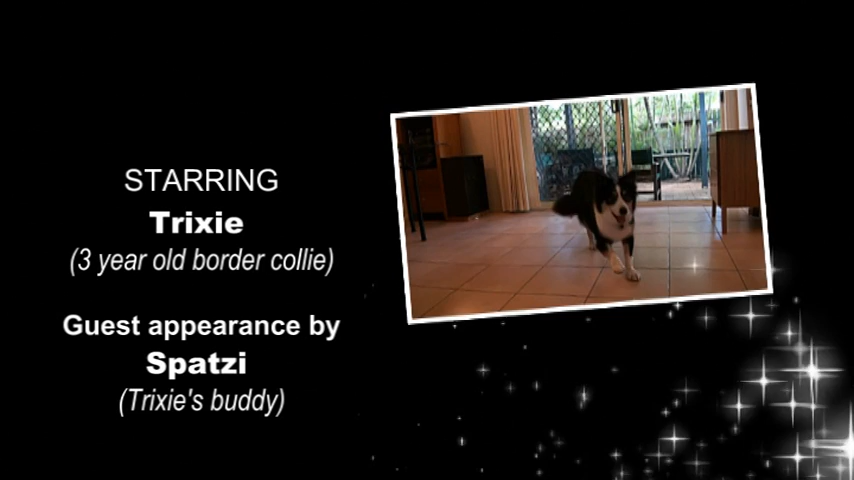 STARRING
Trixie
(3 year old border collie)
Guest appearance by
Spatzi
(Trixie's buddy)